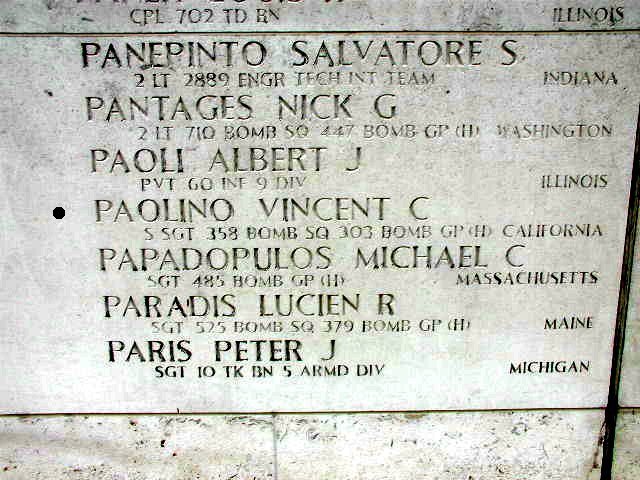 CPL 702 TD BN ILLINOIS
PANEPINTO SALVATORE S
2 LT 2889 ENGR TECH INT TEAM INDIANA
PANTAGES NICK G
2 LT 710 BOMB SQ 447 BOMB GP (H) WASHINGTON
PAOLI ALBERT J
PVT 60 INF 9 DIV ILLINOIS
PAOLINO VINCENT C
S SGT 358 BOMB SQ 303 BOMB GP (H) CALIFORNIA
PAPADOPULOS MICHAEL C
SGT 485 BOMB GP (H) MASSACHUSETTS
PARADIS LUCIEN R
SGT 525 BOMB SQ 379 BOMB GP (H) MAINE
PARIS PETER J
SGT 10 TK BN 5 ARMD DIV MICHIGAN